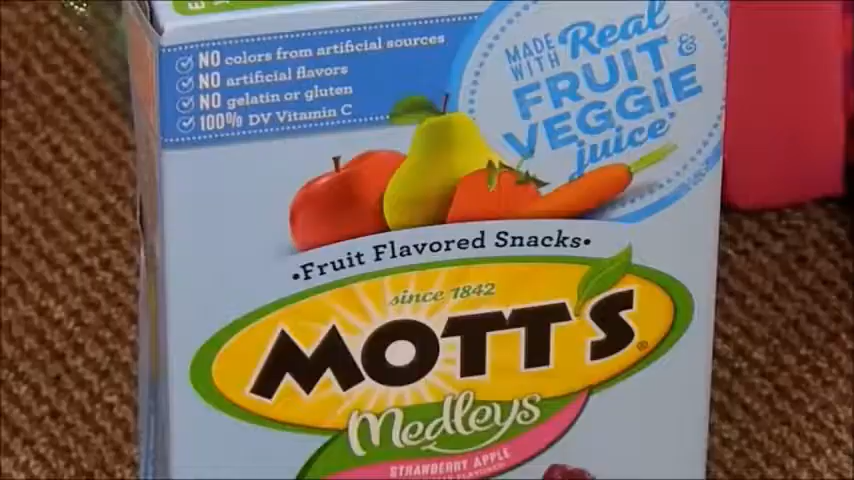 NO colors from artificial sources
NO artificial flavors
NO gelatin or gluten
100% DV Vitamin C
MADE WITH Real
FRUIT &
VEGGIE
juice
•Fruit Flavored Snacks•
since 1842
MOTT'S®
Medleys
STRAWBERRY APPLE